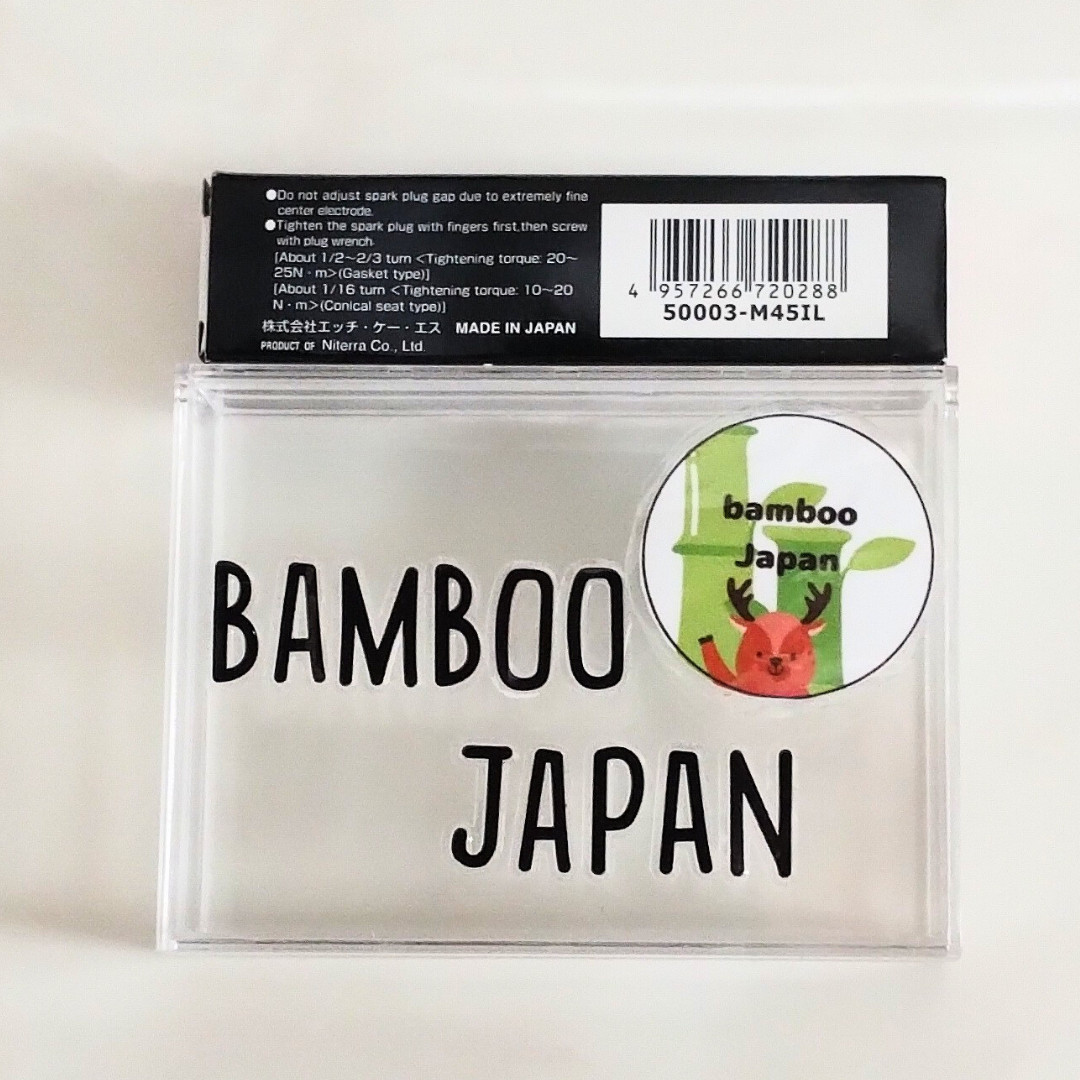 ●Do not adjust spark plug gap due to extremely fine
center electrode.
●Tighten the spark plug with fingers first,then screw
with plug wrench.
[About 1/2～2/3 turn <Tightening torque: 20～
25N・m>(Gasket type)]
[About 1/16 turn <Tightening torque: 10～20
N・m>(Conical seat type)]
株式会社エッチ・ケー・エス MADE IN JAPAN
PRODUCT OF Niterra Co., Ltd.
4 957266 720288
50003-M45IL
bamboo
Japan
BAMBOO
JAPAN